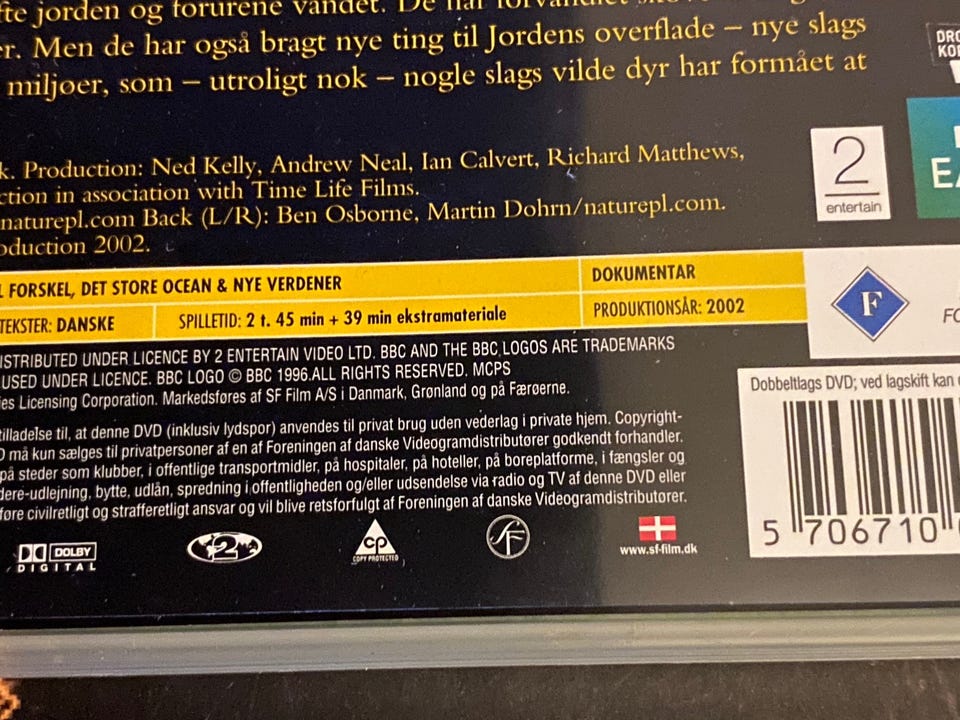 jorden og forurene vandet. De har
er. Men de har også bragt nye ting til Jordens overflade – nye slags
miljøer, som – utroligt nok – nogle slags vilde dyr har formået at
k. Production: Ned Kelly, Andrew Neal, Ian Calvert, Richard Matthews,
ction in association with Time Life Films.
naturepl.com Back (L/R): Ben Osborne, Martin Dohrn/naturepl.com.
oduction 2002.
2
entertain
DRO
KOP
EA
L FORSKEL, DET STORE OCEAN & NYE VERDENER
DOKUMENTAR
TEKSTER: DANSKE
SPILLETID: 2 t. 45 min + 39 min ekstramateriale
PRODUKTIONSÅR: 2002
F
FO
ISTRIBUTED UNDER LICENCE BY 2 ENTERTAIN VIDEO LTD. BBC AND THE BBC LOGOS ARE TRADEMARKS
USED UNDER LICENCE. BBC LOGO © BBC 1996.ALL RIGHTS RESERVED. MCPS
ies Licensing Corporation. Markedsføres af SF Film A/S i Danmark, Grønland og på Færøerne.
tilladelse til, at denne DVD (inklusiv lydspor) anvendes til privat brug uden vederlag i private hjem. Copyright-
D må kun sælges til privatpersoner af en af Foreningen af danske Videogramdistributører godkendt forhandler.
på steder som klubber, i offentlige transportmidler, på hospitaler, på hoteller, på boreplatforme, i fængsler og
dere-udlejning, bytte, udlån, spredning i offentligheden og/eller udsendelse via radio og TV af denne DVD eller
føre civilretligt og strafferetligt ansvar og vil blive retsforfulgt af Foreningen af danske Videogramdistributører.
Dobbeltlags DVD; ved lagskift kan
5 706710
DOLBY
DIGITAL
2
CP
COPY PROTECTED
SF
www.sf-film.dk